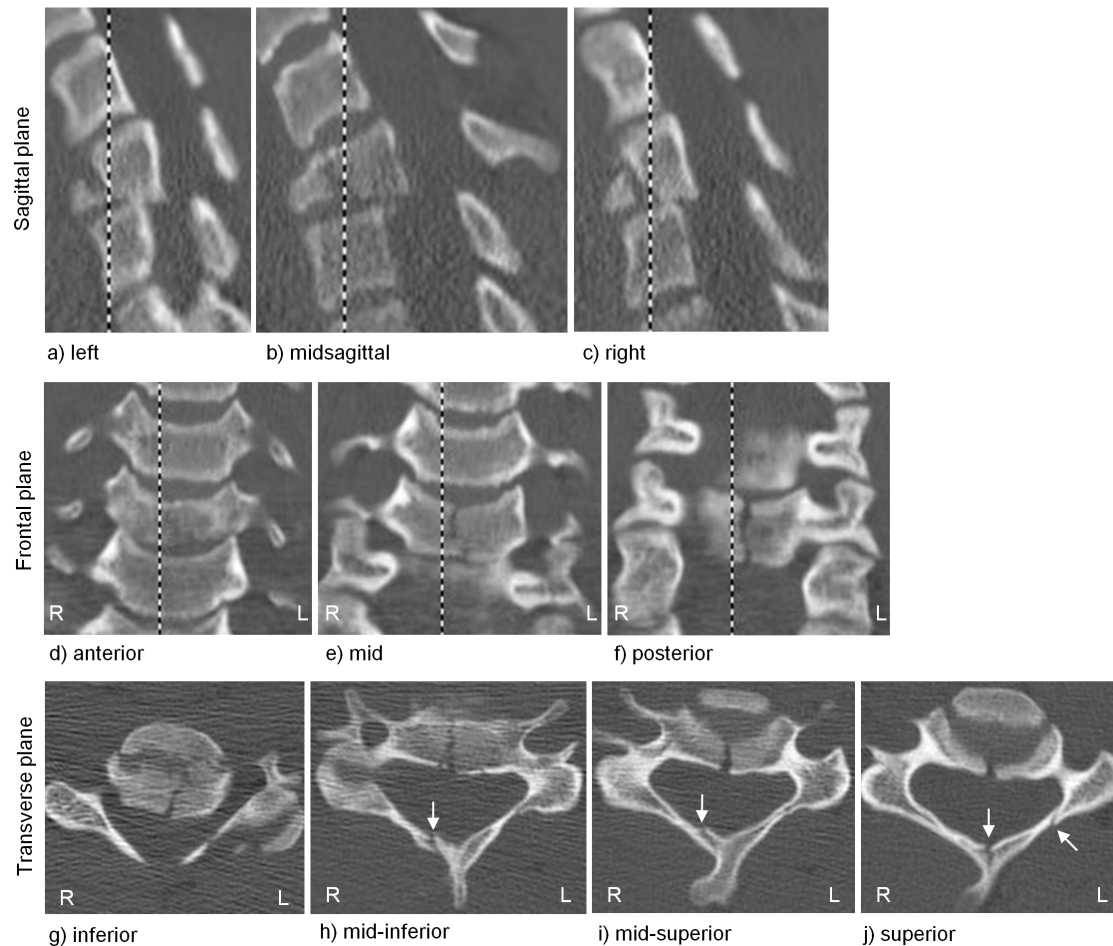 Sagittal plane
a) left
b) midsagittal
c) right
Frontal plane
R
L
R
L
R
L
d) anterior
e) mid
f) posterior
Transverse plane
R
L
R
L
R
L
R
L
g) inferior
h) mid-inferior
i) mid-superior
j) superior